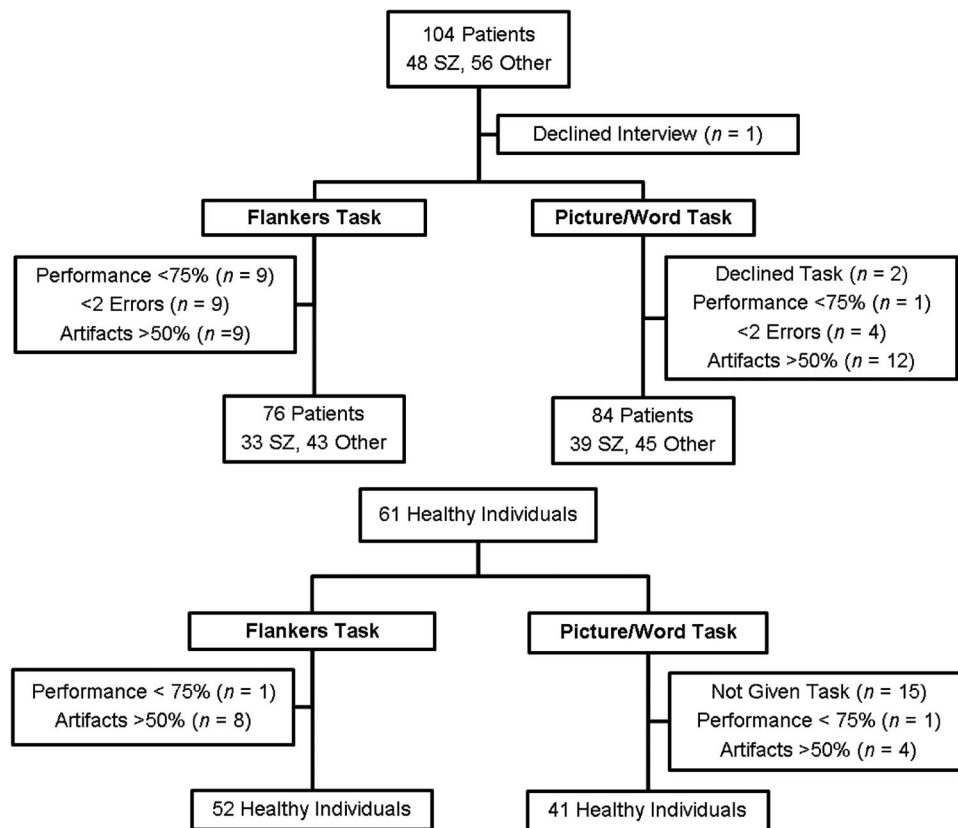 104 Patients
48 SZ, 56 Other
Declined Interview (n = 1)
Flankers Task
Picture/Word Task
Performance <75% (n = 9)
<2 Errors (n = 9)
Artifacts >50% (n =9)
Declined Task (n = 2)
Performance <75% (n = 1)
<2 Errors (n = 4)
Artifacts >50% (n = 12)
76 Patients
33 SZ, 43 Other
84 Patients
39 SZ, 45 Other
61 Healthy Individuals
Flankers Task
Picture/Word Task
Performance < 75% (n = 1)
Artifacts >50% (n = 8)
Not Given Task (n = 15)
Performance < 75% (n = 1)
Artifacts >50% (n = 4)
52 Healthy Individuals
41 Healthy Individuals